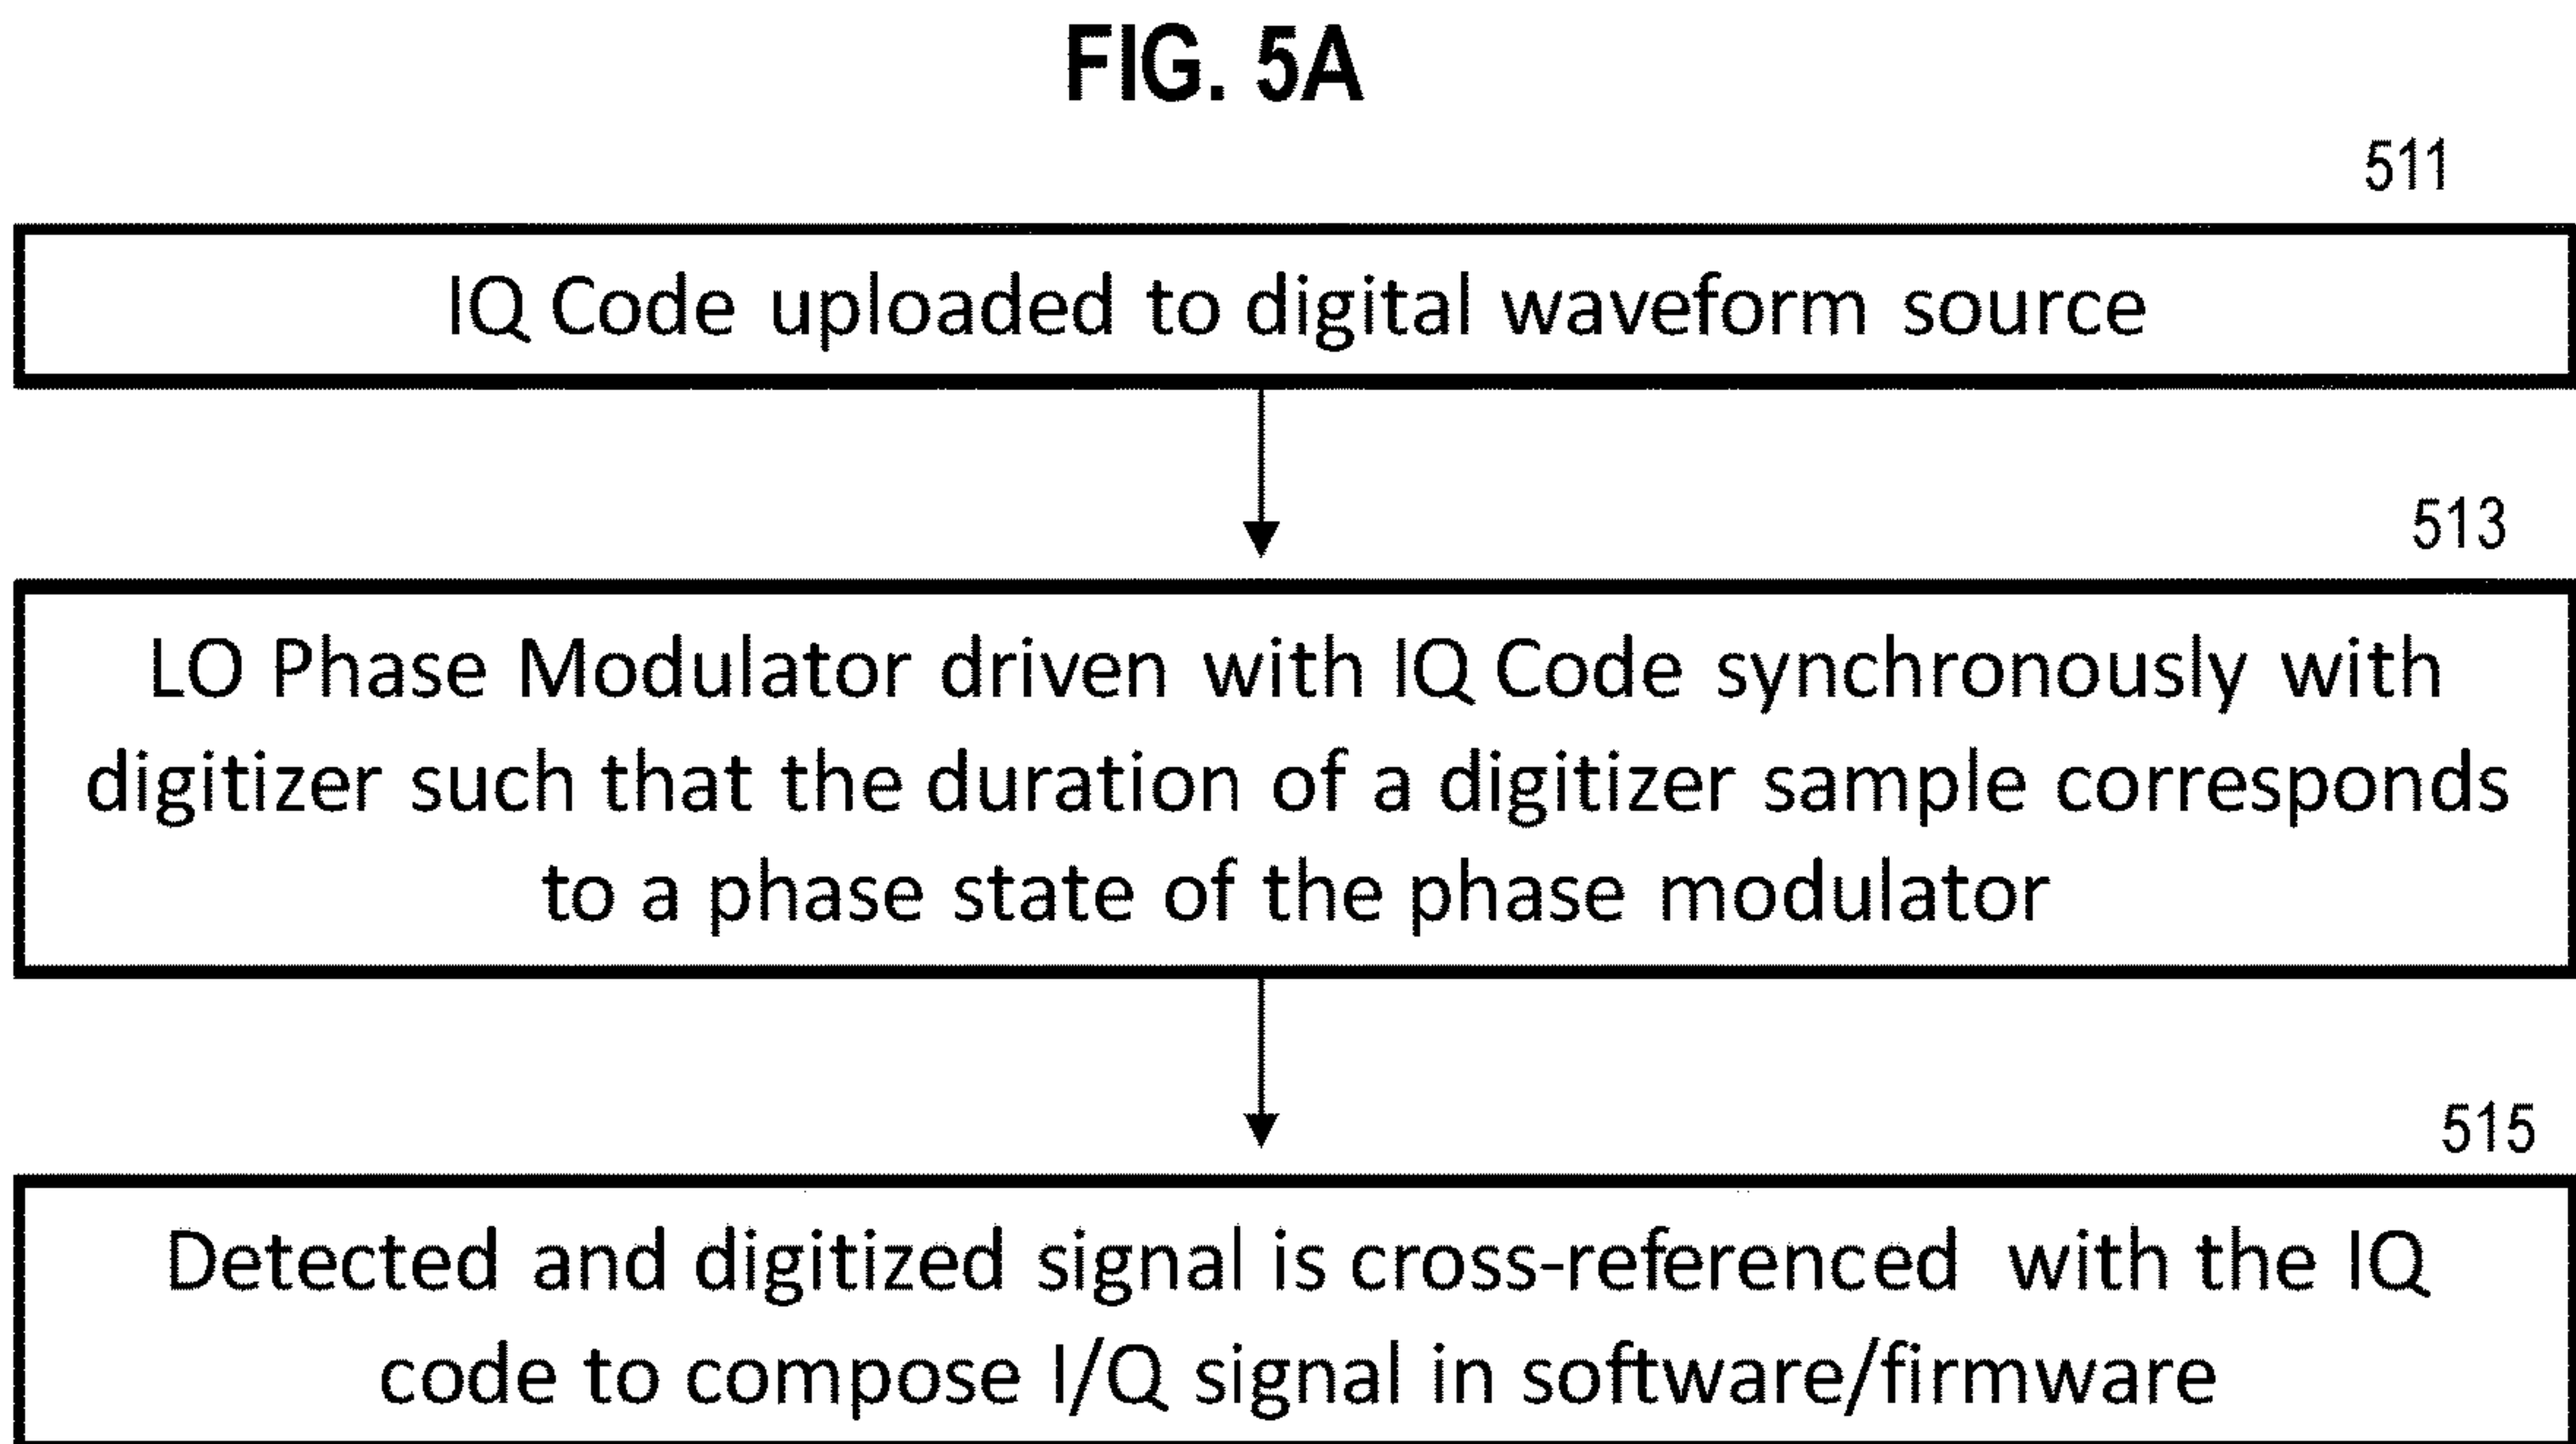 FIG. 5A
511
IQ Code uploaded to digital waveform source
513
LO Phase Modulator driven with IQ Code synchronously with
digitizer such that the duration of a digitizer sample corresponds
to a phase state of the phase modulator
515
Detected and digitized signal is cross-referenced with the IQ
code to compose I/Q signal in software/firmware